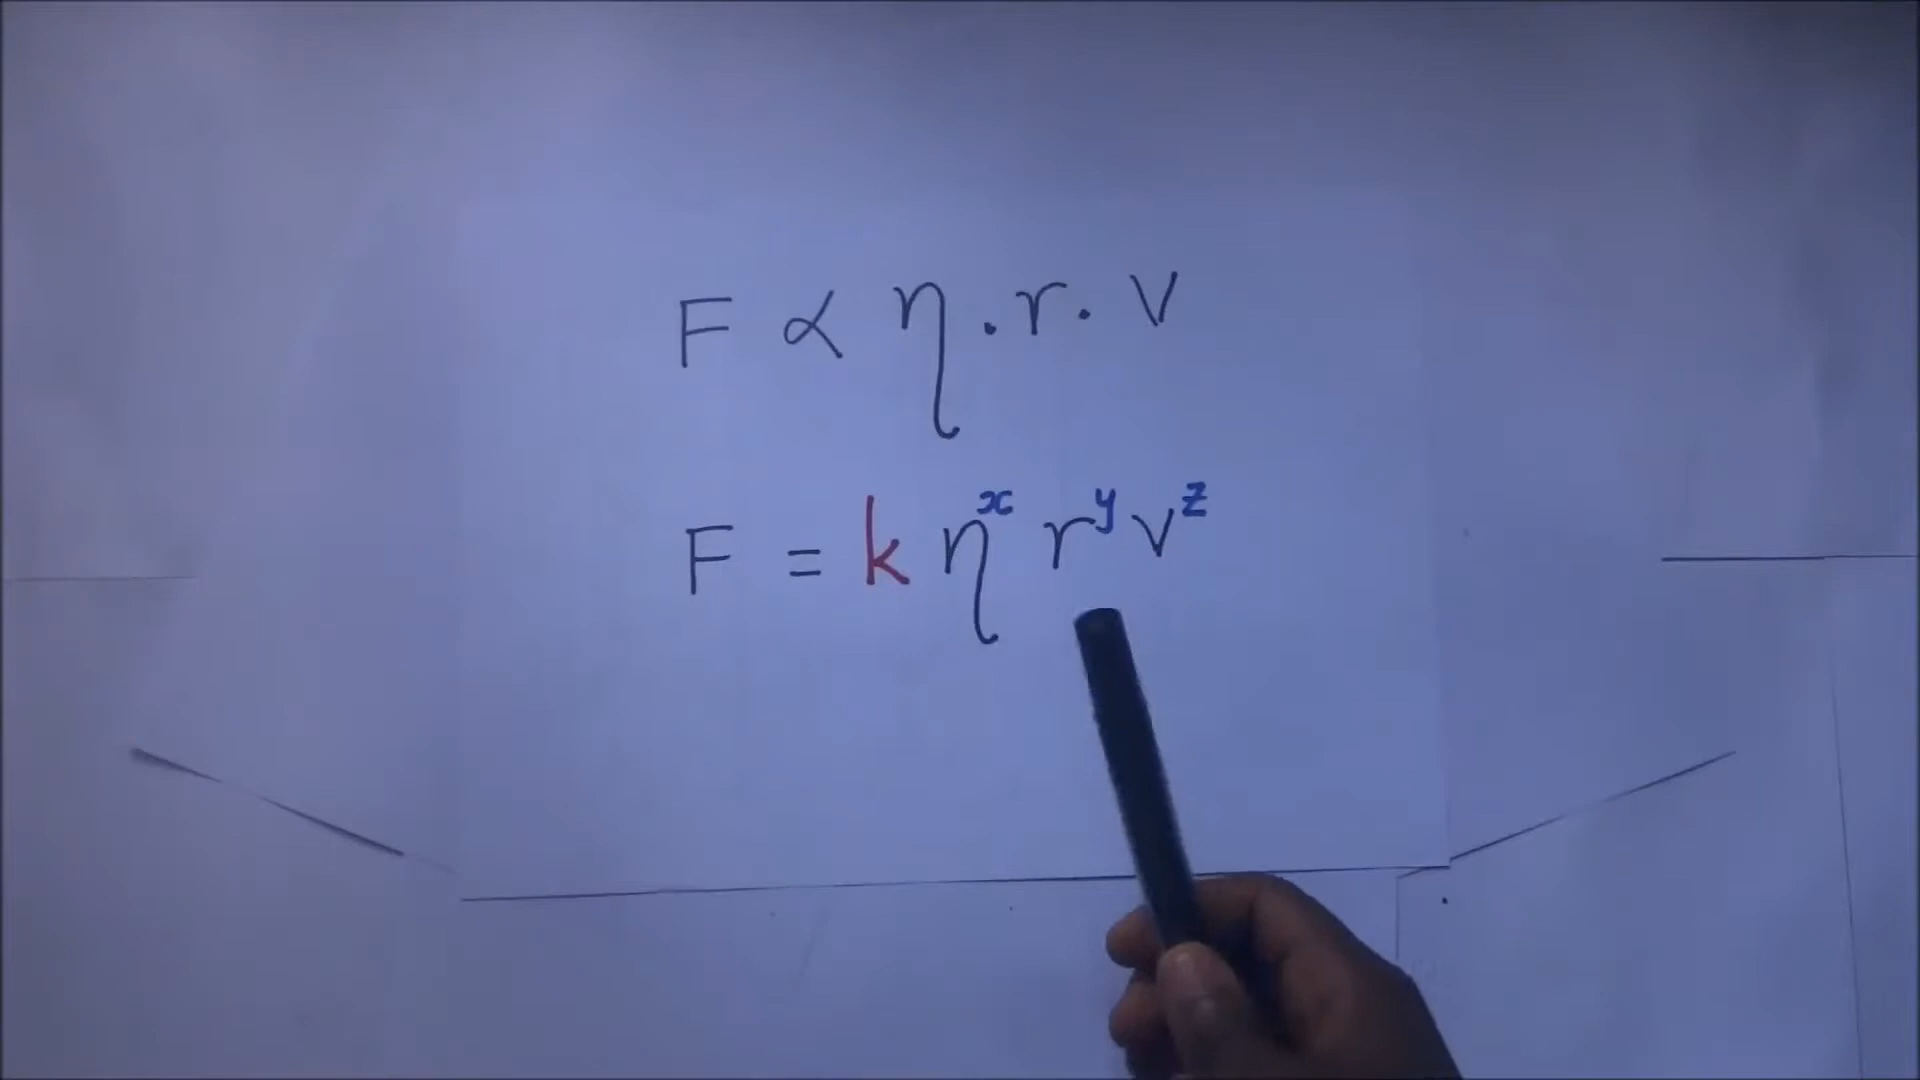 F ∝ η . r . v
F = k η^x r^y v^z